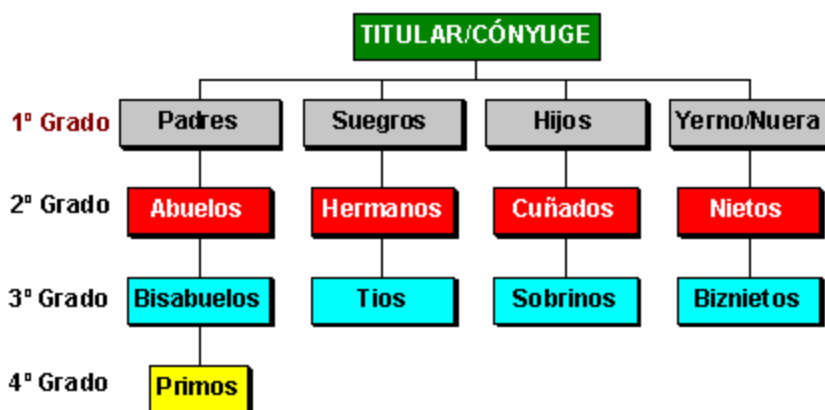 TITULAR/CÓNYUGE
1º Grado Padres Suegros Hijos Yerno/Nuera
2º Grado Abuelos Hermanos Cuñados Nietos
3º Grado Bisabuelos Tios Sobrinos Biznietos
4º Grado Primos